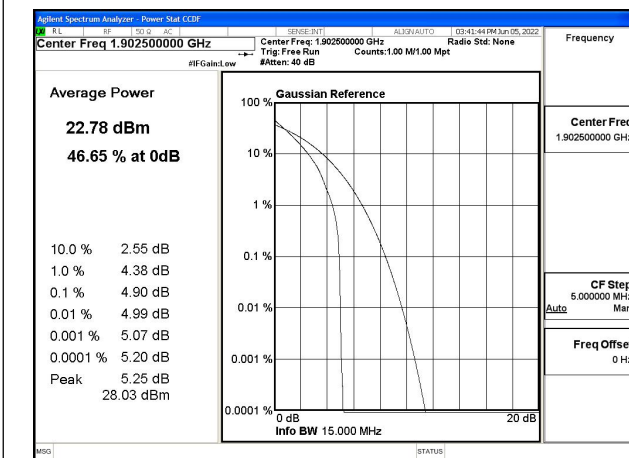 Agilent Spectrum Analyzer - Power Stat CCDF
RL RF 50 Ω AC SENSE:INT ALIGN AUTO 03:41:44 PM Jun 05, 2022
Center Freq 1.902500000 GHz
Center Freq: 1.902500000 GHz Radio Std: None
Trig: Free Run Counts:1.00 M/1.00 Mpt
#IFGain:Low #Atten: 40 dB
Frequency
Average Power
22.78 dBm
46.65 % at 0dB
10.0 % 2.55 dB
1.0 % 4.38 dB
0.1 % 4.90 dB
0.01 % 4.99 dB
0.001 % 5.07 dB
0.0001 % 5.20 dB
Peak 5.25 dB
28.03 dBm
Gaussian Reference
100 %
10 %
1 %
0.1 %
0.01 %
0.001 %
0.0001 %
0 dB 20 dB
Info BW 15.000 MHz
Center Freq
1.902500000 GHz
CF Step
5.000000 MHz
Auto Man
Freq Offset
0 Hz
MSG STATUS